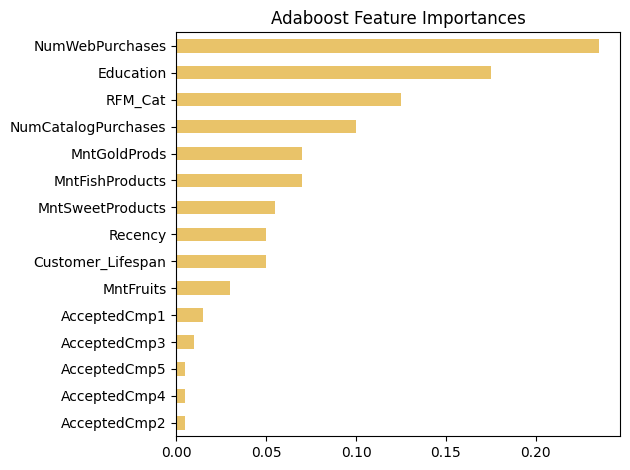 Adaboost Feature Importances
NumWebPurchases
Education
RFM_Cat
NumCatalogPurchases
MntGoldProds
MntFishProducts
MntSweetProducts
Recency
Customer_Lifespan
MntFruits
AcceptedCmp1
AcceptedCmp3
AcceptedCmp5
AcceptedCmp4
AcceptedCmp2
0.00 0.05 0.10 0.15 0.20